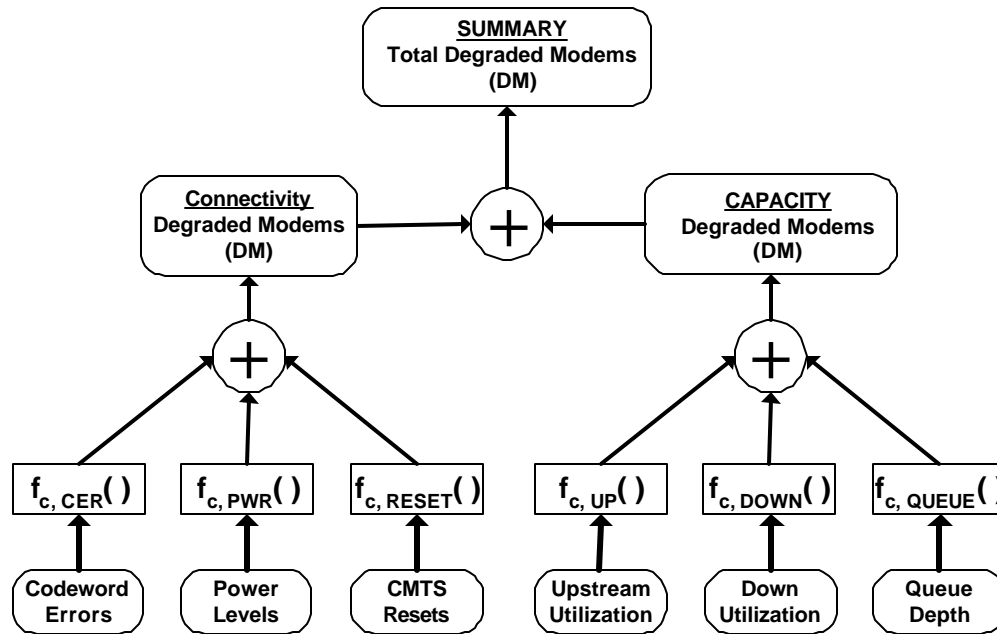 SUMMARY
Total Degraded Modems
(DM)
Connectivity
Degraded Modems
(DM)
+
CAPACITY
Degraded Modems
(DM)
+
+
f c, CER ( )
f c, PWR ( )
f c, RESET ( )
f c, UP ( )
f c, DOWN ( )
f c, QUEUE ( )
Codeword
Errors
Power
Levels
CMTS
Resets
Upstream
Utilization
Down
Utilization
Queue
Depth